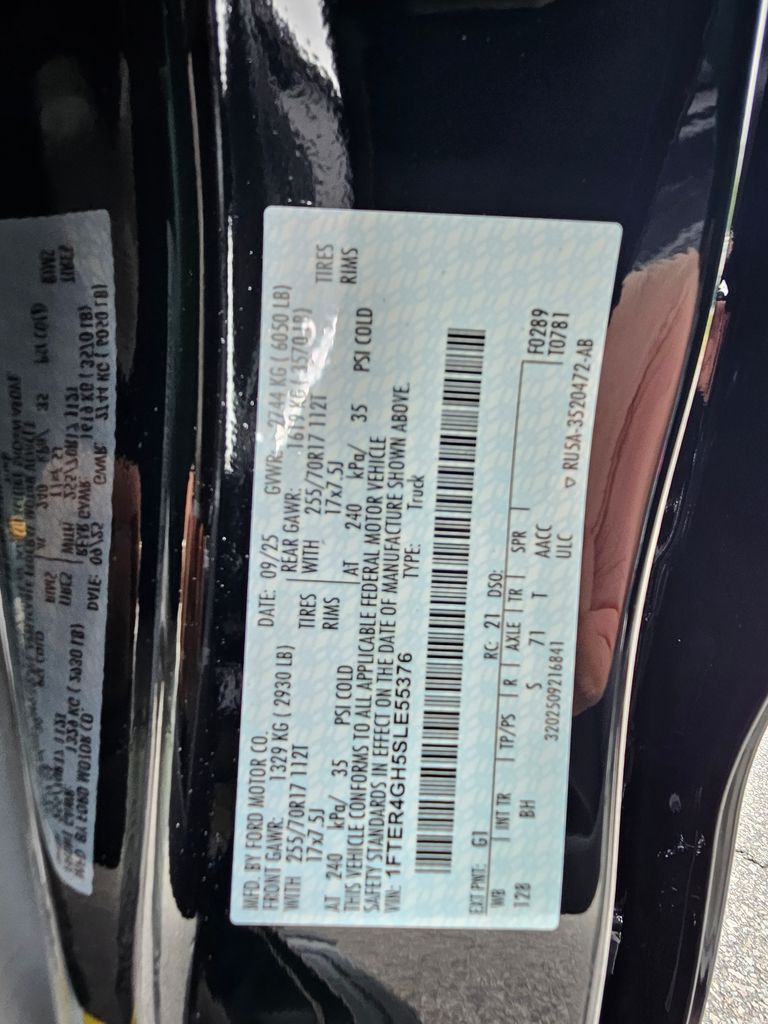 MFD. BY FORD MOTOR CO.
DATE: 09/25 GVWR: 2744 KG ( 6050 LB)
FRONT GAWR: 1329 KG ( 2930 LB) REAR GAWR: 1619 KG ( 3570 LB)
WITH 255/70R17 112T TIRES WITH 255/70R17 112T TIRES
17x7.5J RIMS 17x7.5J RIMS
AT 240 kPa/ 35 PSI COLD AT 240 kPa/ 35 PSI COLD
THIS VEHICLE CONFORMS TO ALL APPLICABLE FEDERAL MOTOR VEHICLE
SAFETY STANDARDS IN EFFECT ON THE DATE OF MANUFACTURE SHOWN ABOVE.
VIN: 1FTER4GH5SLE55376 TYPE: Truck
EXT PNT: G1 RC: 21 DSO: F0289
WB INT TR TP/PS R AXLE TR SPR T0781
128 BH S 71 T AACC
3202509216841 ULC
▽ RU5A-3520472-AB